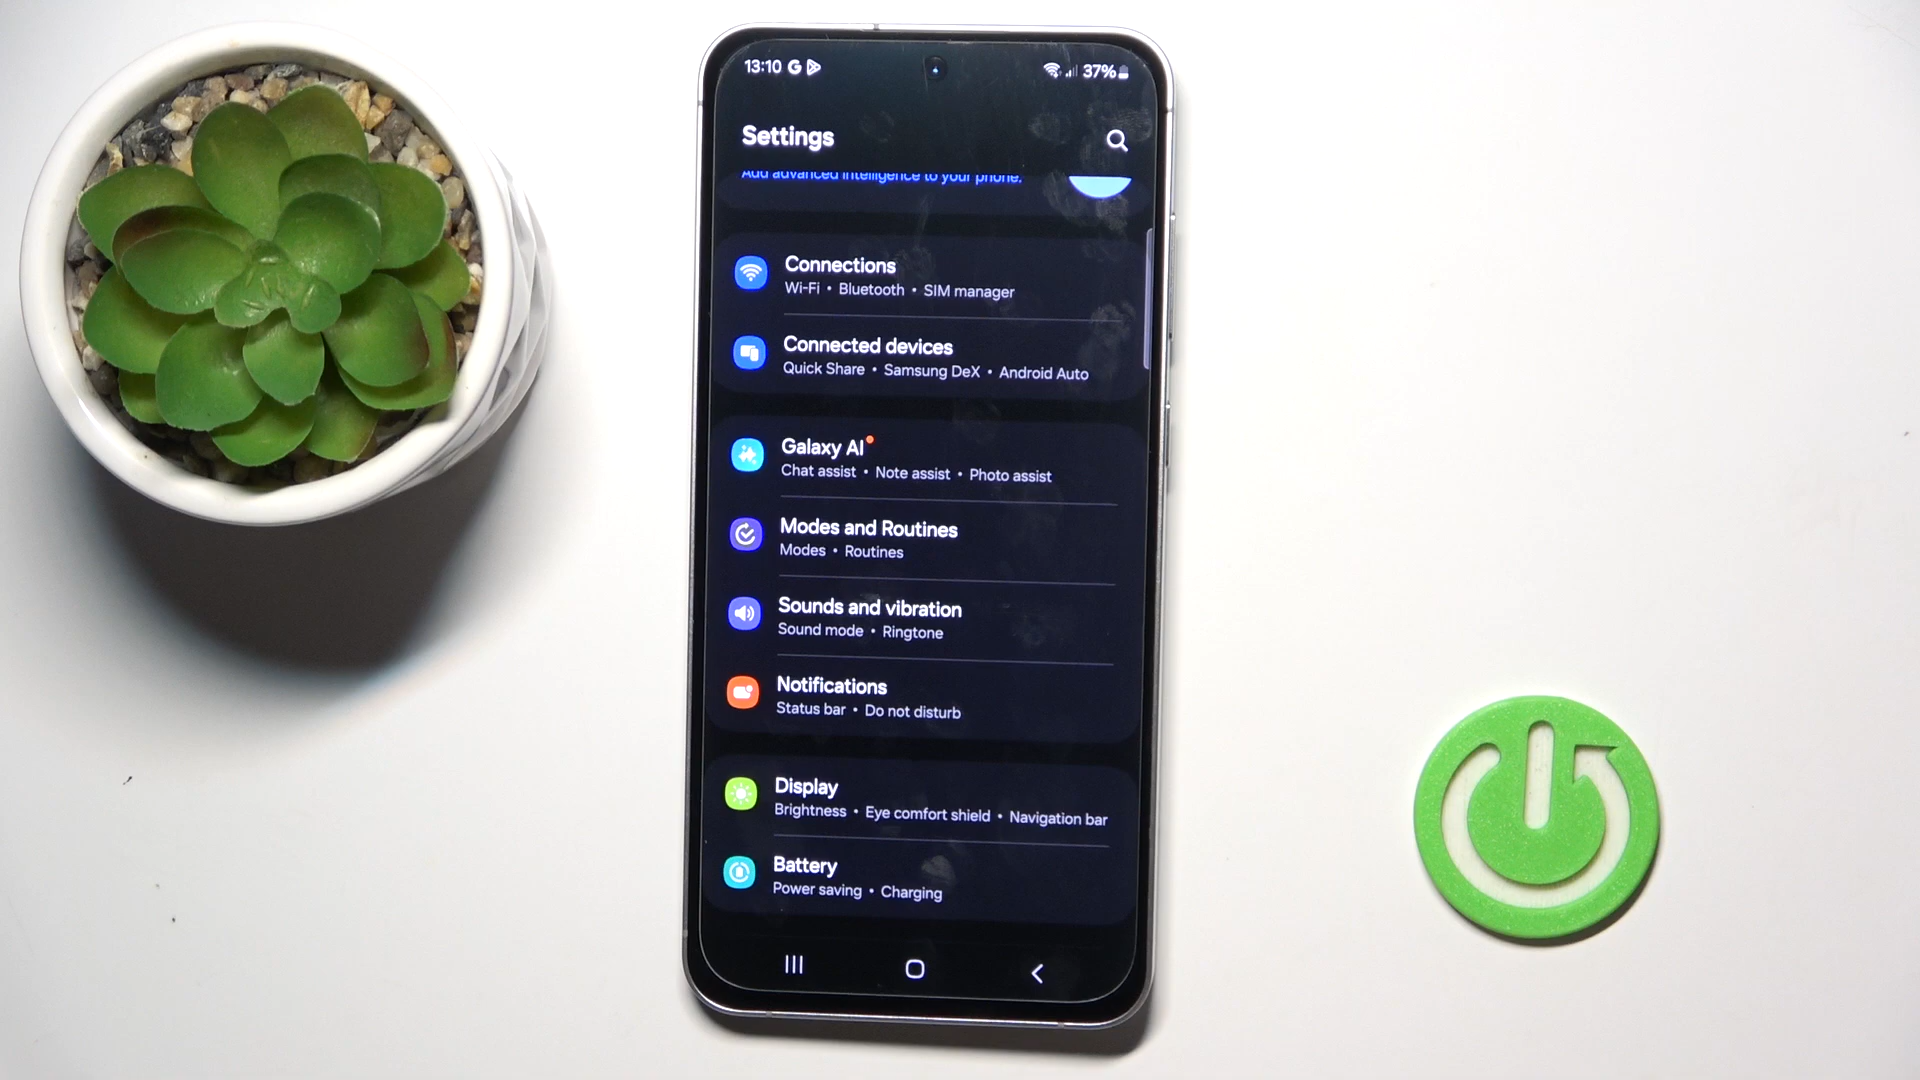 13:10 G
37%
Settings
Add advanced intelligence to your phone.
Connections
Wi-Fi • Bluetooth • SIM manager
Connected devices
Quick Share • Samsung DeX • Android Auto
Galaxy AI
Chat assist • Note assist • Photo assist
Modes and Routines
Modes • Routines
Sounds and vibration
Sound mode • Ringtone
Notifications
Status bar • Do not disturb
Display
Brightness • Eye comfort shield • Navigation bar
Battery
Power saving • Charging